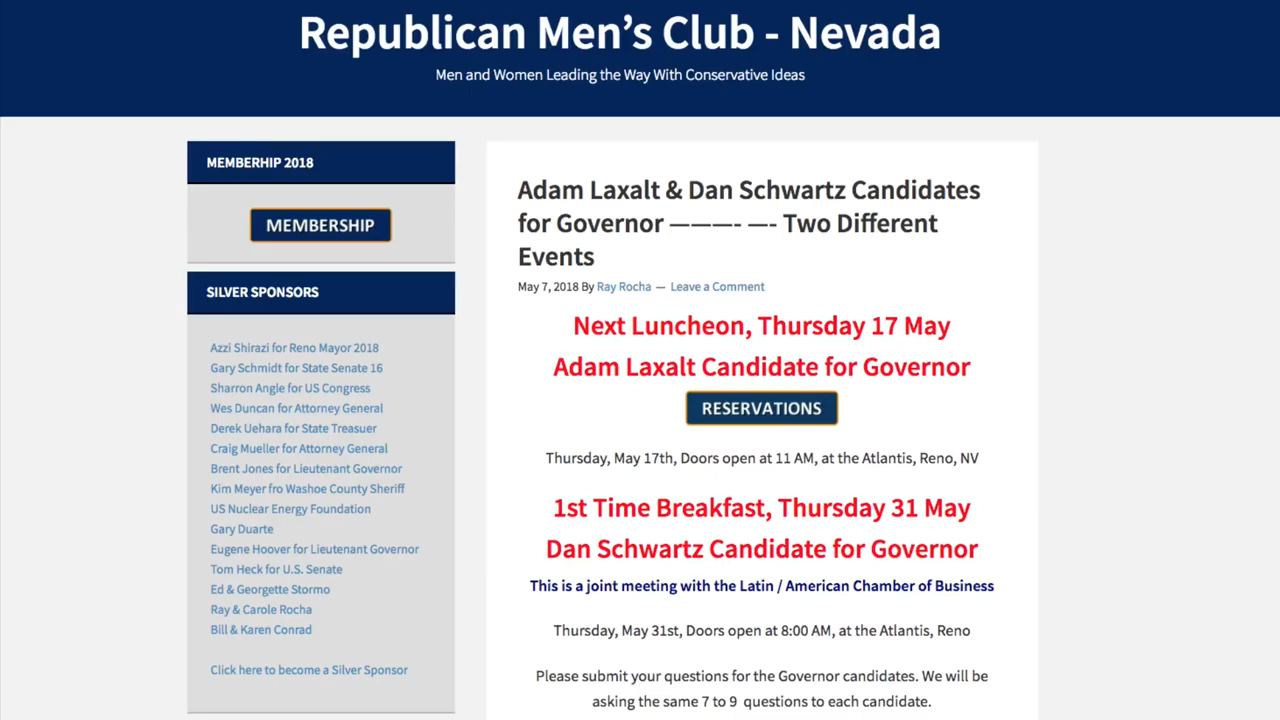 Republican Men’s Club - Nevada
Men and Women Leading the Way With Conservative Ideas
MEMBERHIP 2018
MEMBERSHIP
SILVER SPONSORS
Azzi Shirazi for Reno Mayor 2018
Gary Schmidt for State Senate 16
Sharron Angle for US Congress
Wes Duncan for Attorney General
Derek Uehara for State Treasuer
Craig Mueller for Attorney General
Brent Jones for Lieutenant Governor
Kim Meyer fro Washoe County Sheriff
US Nuclear Energy Foundation
Gary Duarte
Eugene Hoover for Lieutenant Governor
Tom Heck for U.S. Senate
Ed & Georgette Stormo
Ray & Carole Rocha
Bill & Karen Conrad
Click here to become a Silver Sponsor
Adam Laxalt & Dan Schwartz Candidates
for Governor ———- —- Two Different
Events
May 7, 2018 By Ray Rocha — Leave a Comment
Next Luncheon, Thursday 17 May
Adam Laxalt Candidate for Governor
RESERVATIONS
Thursday, May 17th, Doors open at 11 AM, at the Atlantis, Reno, NV
1st Time Breakfast, Thursday 31 May
Dan Schwartz Candidate for Governor
This is a joint meeting with the Latin / American Chamber of Business
Thursday, May 31st, Doors open at 8:00 AM, at the Atlantis, Reno
Please submit your questions for the Governor candidates. We will be
asking the same 7 to 9 questions to each candidate.